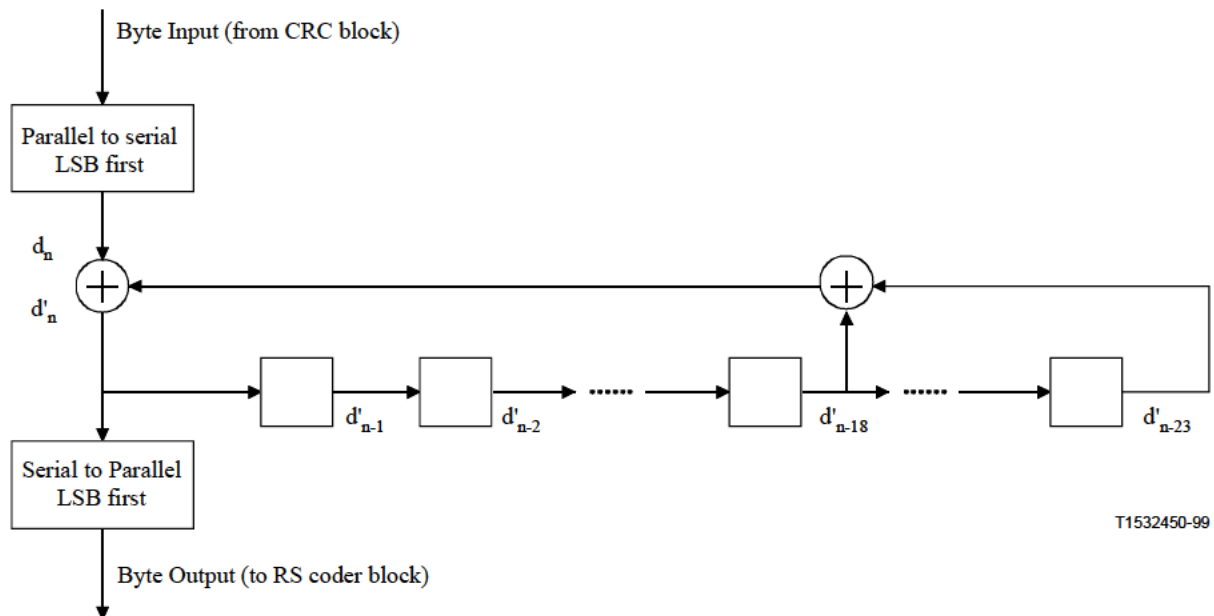 Byte Input (from CRC block)
Parallel to serial
LSB first
dn
d'n
d'n-1
d'n-2
d'n-18
d'n-23
Serial to Parallel
LSB first
T1532450-99
Byte Output (to RS coder block)